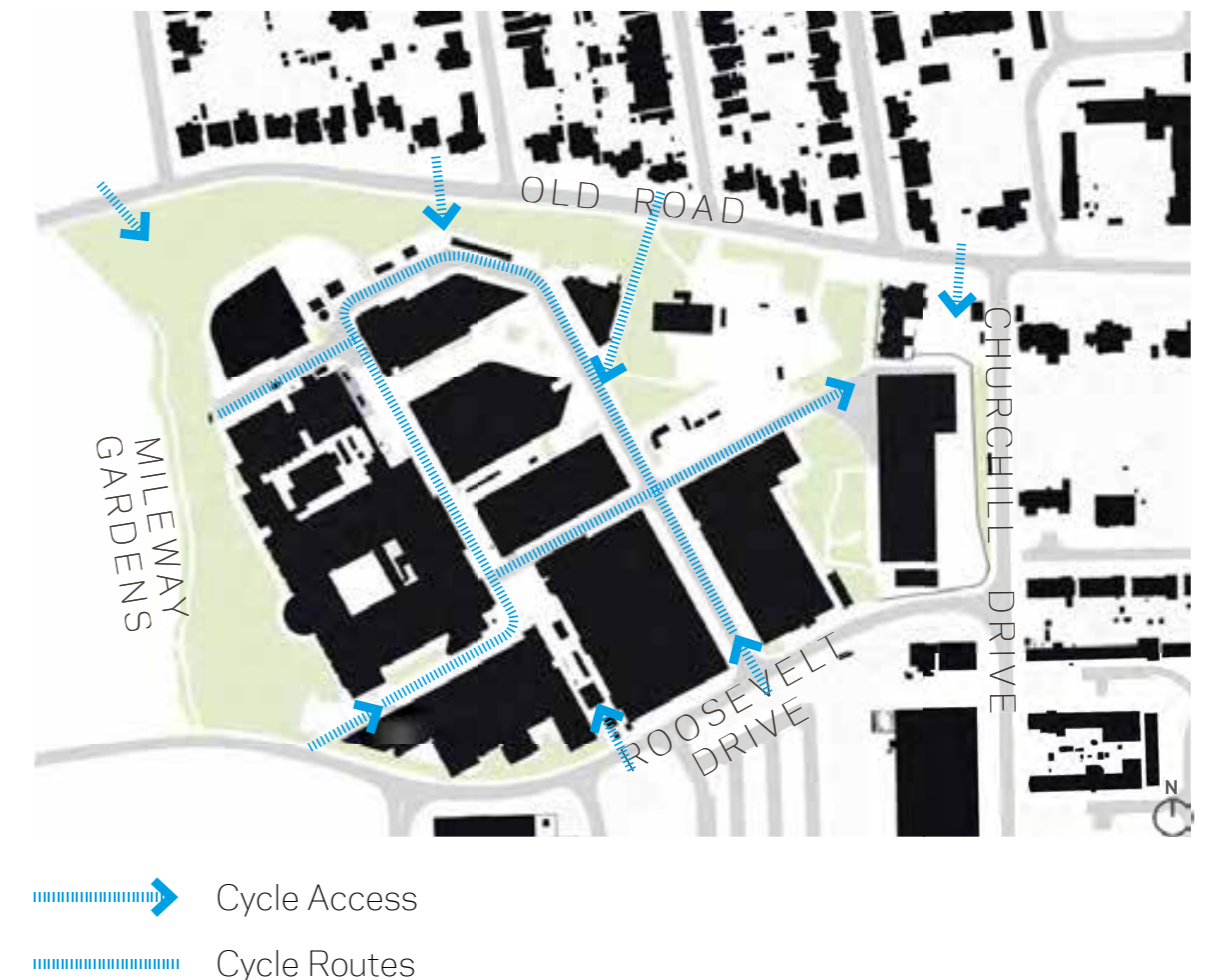 OLD ROAD
MILEWAY
GARDENS
CHURCHILL DRIVE
ROOSEVELT
DRIVE
N
Cycle Access
Cycle Routes